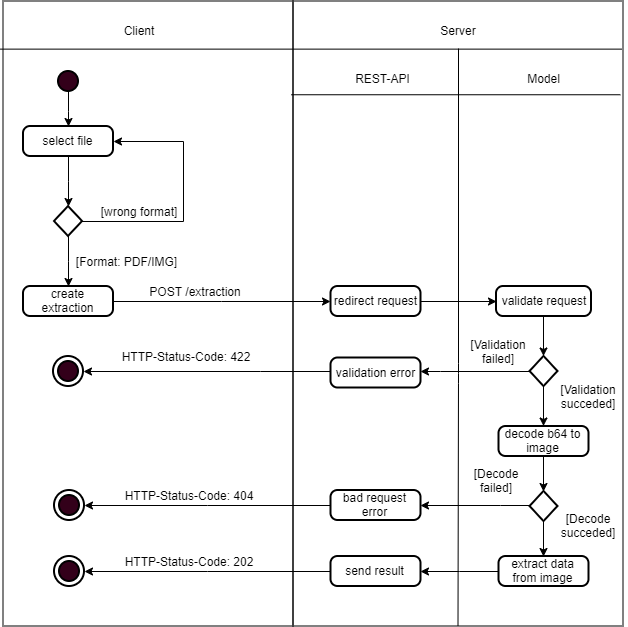 Client
Server
REST-API
Model
select file
[wrong format]
[Format: PDF/IMG]
create
extraction
POST /extraction
redirect request
validate request
[Validation
failed]
HTTP-Status-Code: 422
validation error
[Validation
succeded]
decode b64 to
image
[Decode
failed]
HTTP-Status-Code: 404
bad request
error
[Decode
succeded]
HTTP-Status-Code: 202
send result
extract data
from image